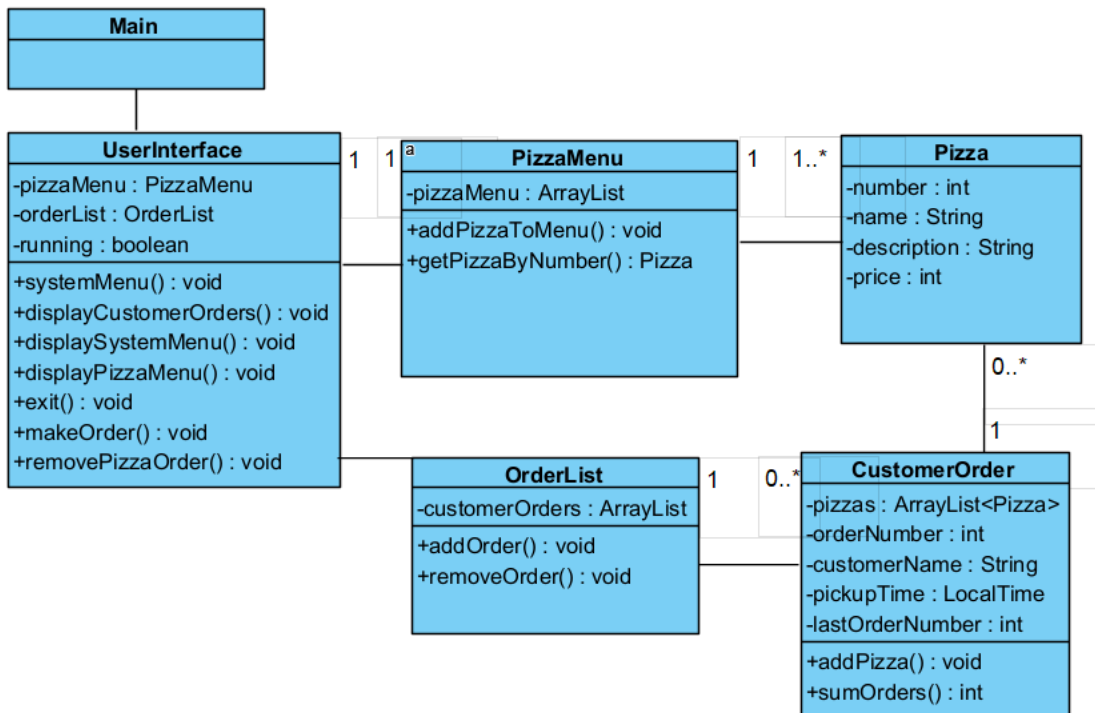 Main
UserInterface
-pizzaMenu : PizzaMenu
-orderList : OrderList
-running : boolean
+systemMenu() : void
+displayCustomerOrders() : void
+displaySystemMenu() : void
+displayPizzaMenu() : void
+exit() : void
+makeOrder() : void
+removePizzaOrder() : void
1
1
a
PizzaMenu
-pizzaMenu : ArrayList
+addPizzaToMenu() : void
+getPizzaByNumber() : Pizza
1
1..*
Pizza
-number : int
-name : String
-description : String
-price : int
0..*
1
OrderList
-customerOrders : ArrayList
+addOrder() : void
+removeOrder() : void
1
0..*
CustomerOrder
-pizzas : ArrayList<Pizza>
-orderNumber : int
-customerName : String
-pickupTime : LocalTime
-lastOrderNumber : int
+addPizza() : void
+sumOrders() : int